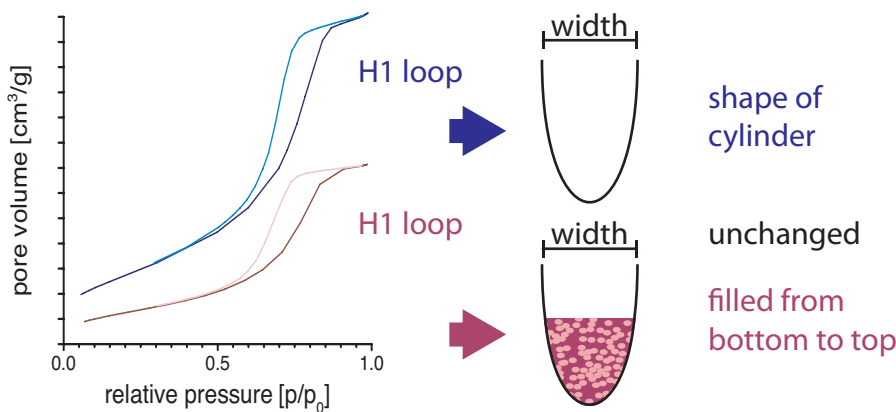 pore volume [cm³/g]
H1 loop
width
shape of
cylinder
H1 loop
width
unchanged
filled from
bottom to top
0.0
0.5
1.0
relative pressure [p/p₀]